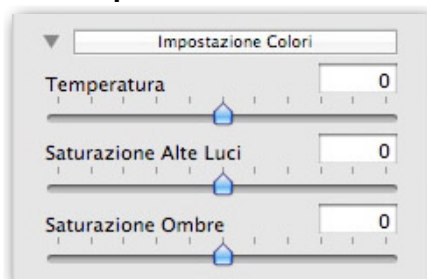 Impostazione Colori
Temperatura 0
Saturazione Alte Luci 0
Saturazione Ombre 0